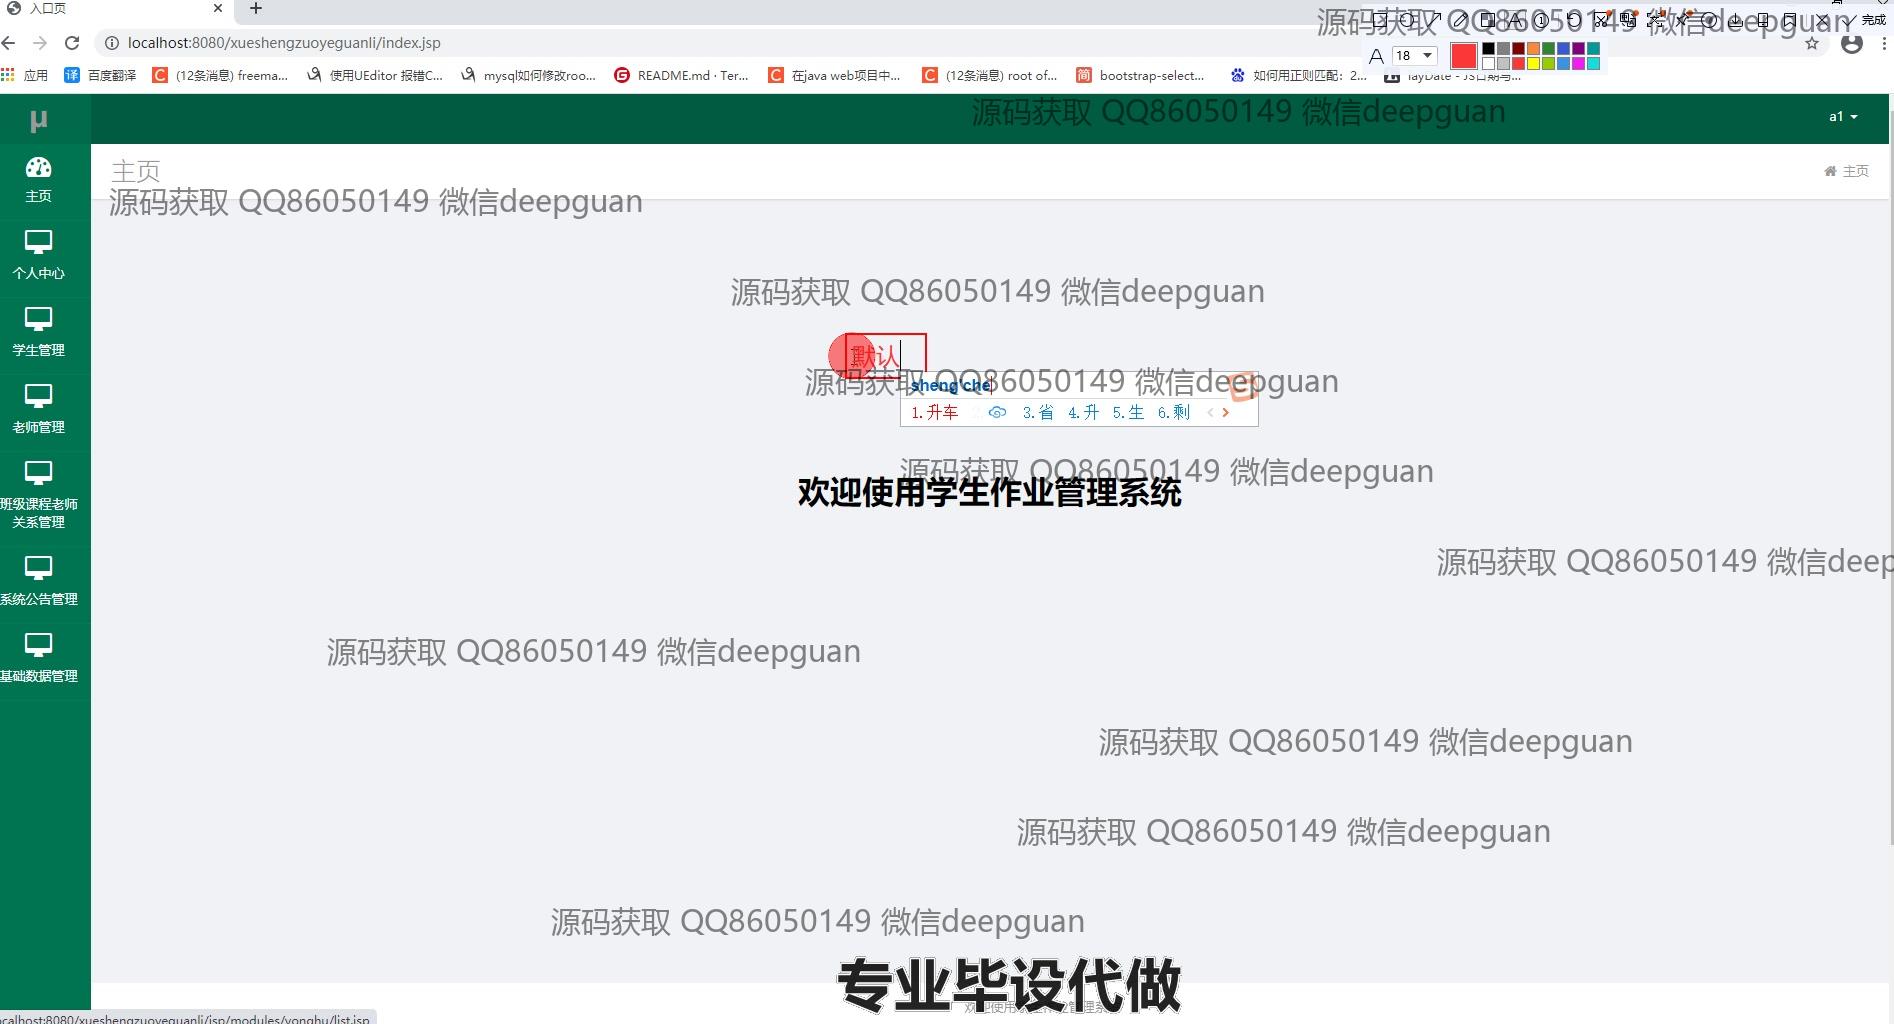 入口页
源码获取 QQ86050149 微信deepguan
完成
localhost:8080/xueshengzuoyeguanli/index.jsp
A 18
应用 百度翻译 (12条消息) freema... 使用UEditor 报错C... mysql如何修改roo... README.md · Ter... 在java web项目中... (12条消息) root of... bootstrap-select... 如何用正则匹配：2... layDate - JS日期与...
μ
源码获取 QQ86050149 微信deepguan
a1
主页
主页
主页
源码获取 QQ86050149 微信deepguan
个人中心
源码获取 QQ86050149 微信deepguan
学生管理
默认
源码获取 QQ86050149 微信deepguan
sheng'che
1.升车 3.省 4.升 5.生 6.剩
老师管理
源码获取 QQ86050149 微信deepguan
欢迎使用学生作业管理系统
班级课程老师
关系管理
源码获取 QQ86050149 微信deep
系统公告管理
源码获取 QQ86050149 微信deepguan
基础数据管理
源码获取 QQ86050149 微信deepguan
源码获取 QQ86050149 微信deepguan
源码获取 QQ86050149 微信deepguan
专业毕设代做
ocalhost:8080/xueshengzuoyeguanli/jsp/modules/yonghu/list.jsp